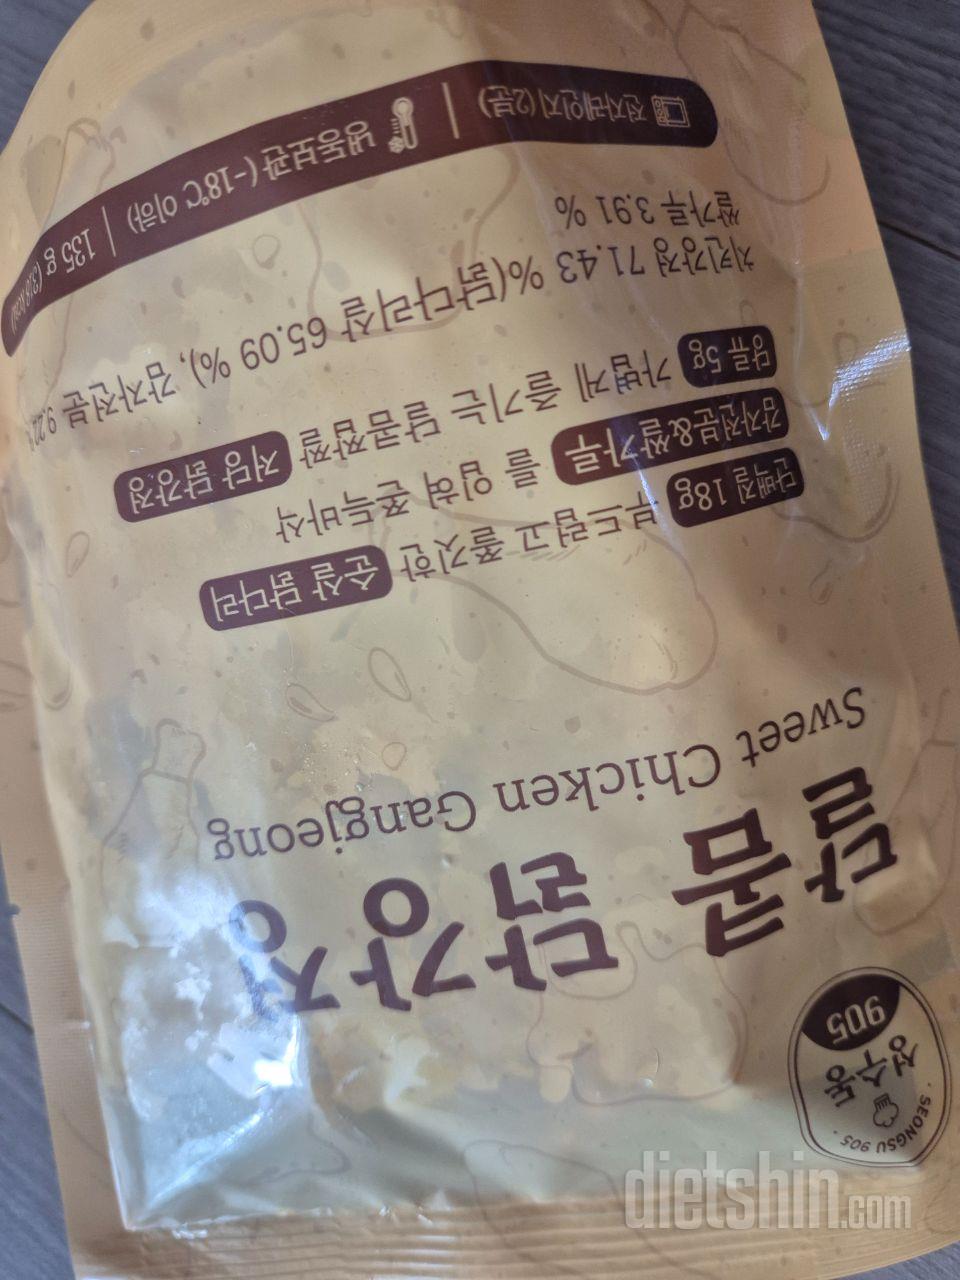 · SEONGSU 905 ·
성수동
905
달콤 닭강정
Sweet Chicken Gangjeong
단백질 18g 부드럽고 쫄깃한 순살 닭다리
감자전분&쌀가루 를 입혀 쫀득바삭
당류 5g 가볍게 즐기는 달콤짭짤 저당 닭강정
치킨강정 71.43 %(닭다리살 65.09 %), 감자전분
쌀가루 3.91 %
전자레인지(2분) | 냉동보관(-18℃ 이하) | 135 g
dietshin.com